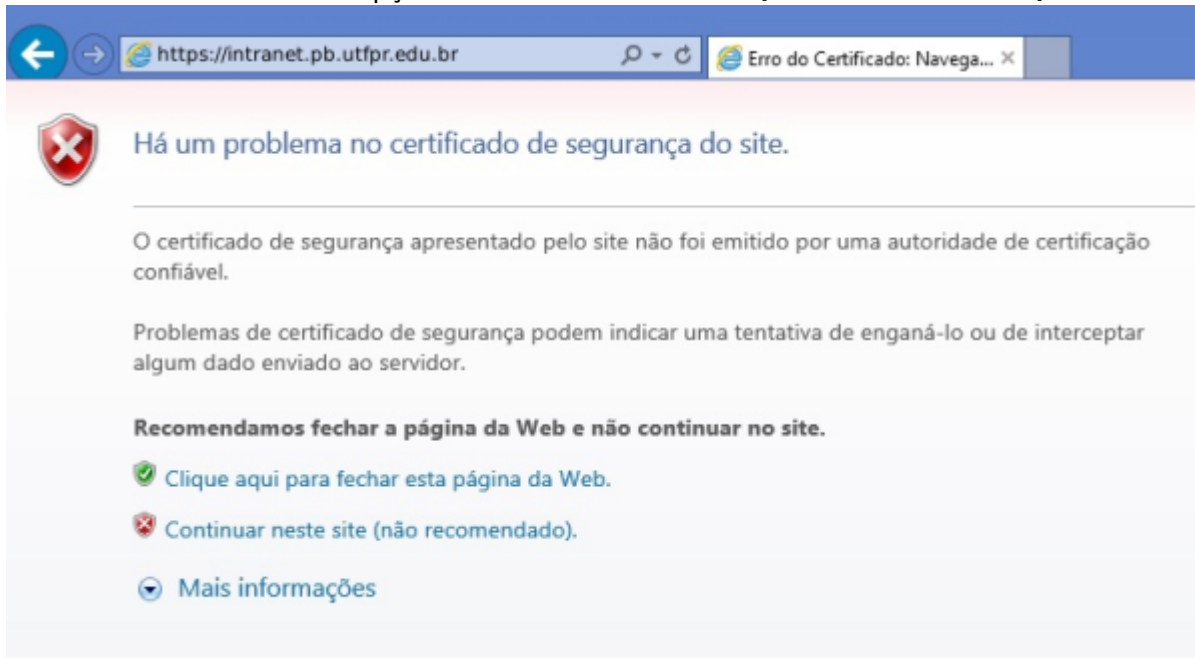 https://intranet.pb.utfpr.edu.br
Erro do Certificado: Navega...
Há um problema no certificado de segurança do site.
O certificado de segurança apresentado pelo site não foi emitido por uma autoridade de certificação
confiável.
Problemas de certificado de segurança podem indicar uma tentativa de enganá-lo ou de interceptar
algum dado enviado ao servidor.
Recomendamos fechar a página da Web e não continuar no site.
Clique aqui para fechar esta página da Web.
Continuar neste site (não recomendado).
Mais informações